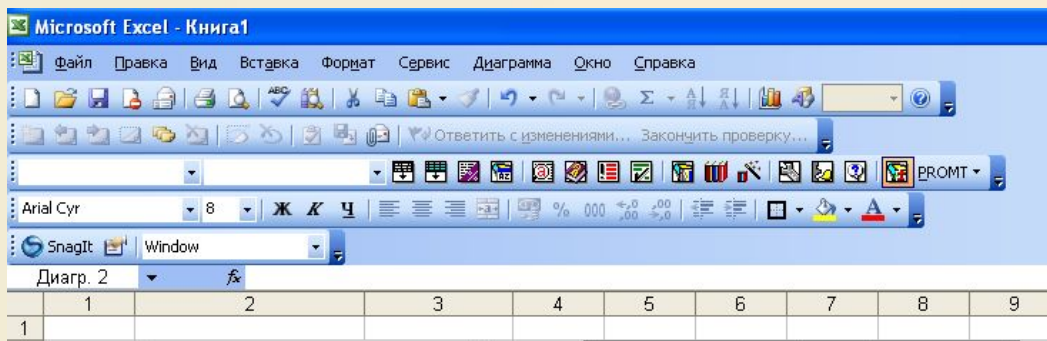 Microsoft Excel - Книга1
Файл Правка Вид Вставка Формат Сервис Диаграмма Окно Справка
Ответить с изменениями... Закончить проверку...
PROMT
Arial Cyr 8 Ж К Ч % 000
SnagIt Window
Диагр. 2 fx
1 2 3 4 5 6 7 8 9
1